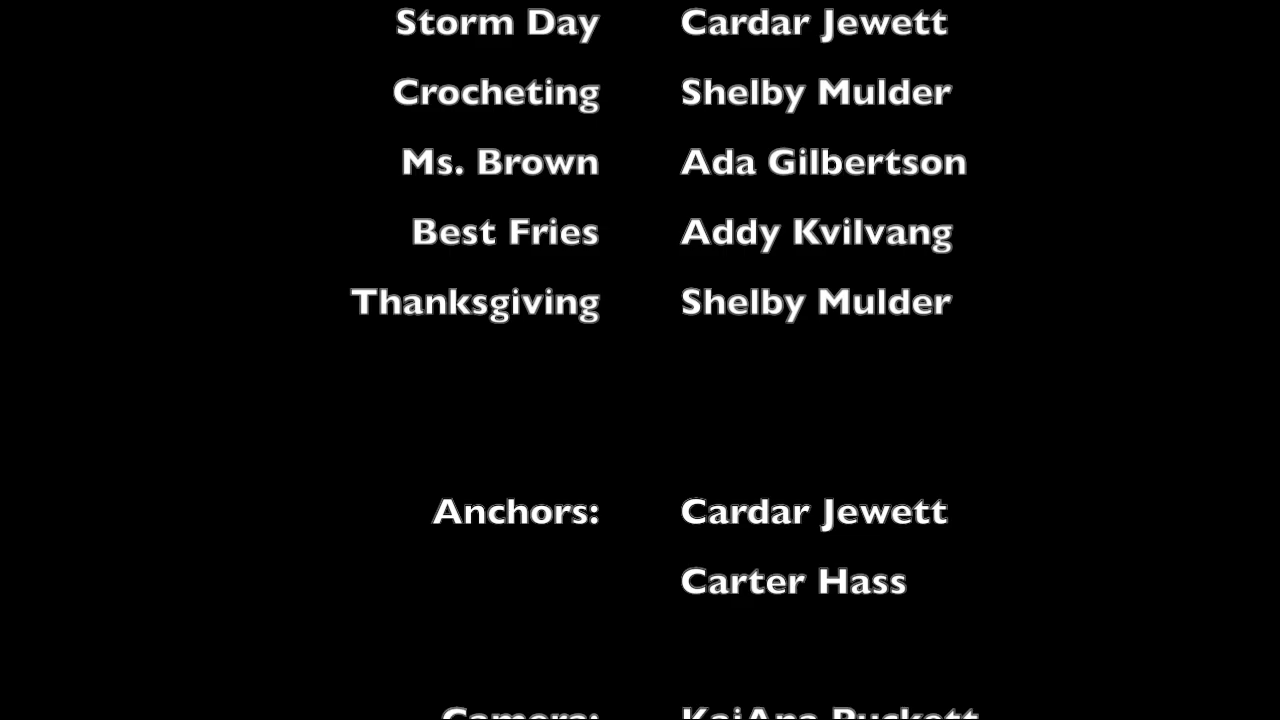 Storm Day Cardar Jewett
Crocheting Shelby Mulder
Ms. Brown Ada Gilbertson
Best Fries Addy Kvilvang
Thanksgiving Shelby Mulder
Anchors: Cardar Jewett
Carter Hass
Camera: